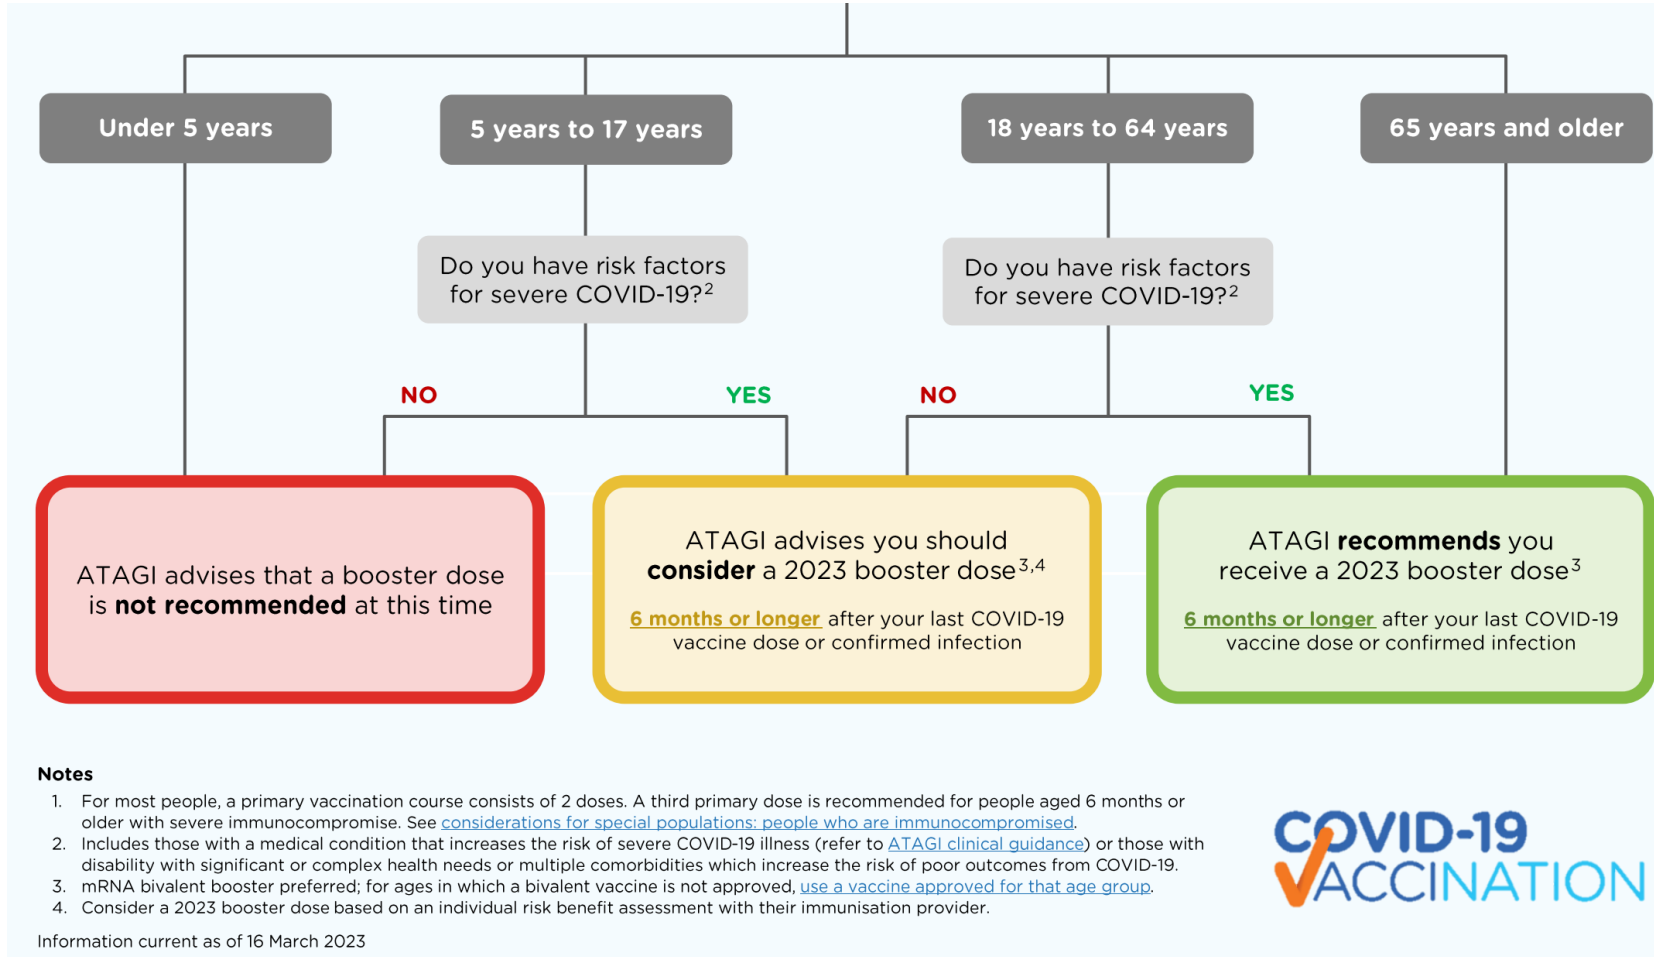 Under 5 years
5 years to 17 years
18 years to 64 years
65 years and older
Do you have risk factors
for severe COVID-19?²
Do you have risk factors
for severe COVID-19?²
NO
YES
NO
YES
ATAGI advises that a booster dose
is not recommended at this time
ATAGI advises you should
consider a 2023 booster dose³,⁴
6 months or longer after your last COVID-19
vaccine dose or confirmed infection
ATAGI recommends you
receive a 2023 booster dose³
6 months or longer after your last COVID-19
vaccine dose or confirmed infection
Notes
1. For most people, a primary vaccination course consists of 2 doses. A third primary dose is recommended for people aged 6 months or
older with severe immunocompromise. See considerations for special populations: people who are immunocompromised.
2. Includes those with a medical condition that increases the risk of severe COVID-19 illness (refer to ATAGI clinical guidance) or those with
disability with significant or complex health needs or multiple comorbidities which increase the risk of poor outcomes from COVID-19.
3. mRNA bivalent booster preferred; for ages in which a bivalent vaccine is not approved, use a vaccine approved for that age group.
4. Consider a 2023 booster dose based on an individual risk benefit assessment with their immunisation provider.
Information current as of 16 March 2023
COVID-19
VACCINATION